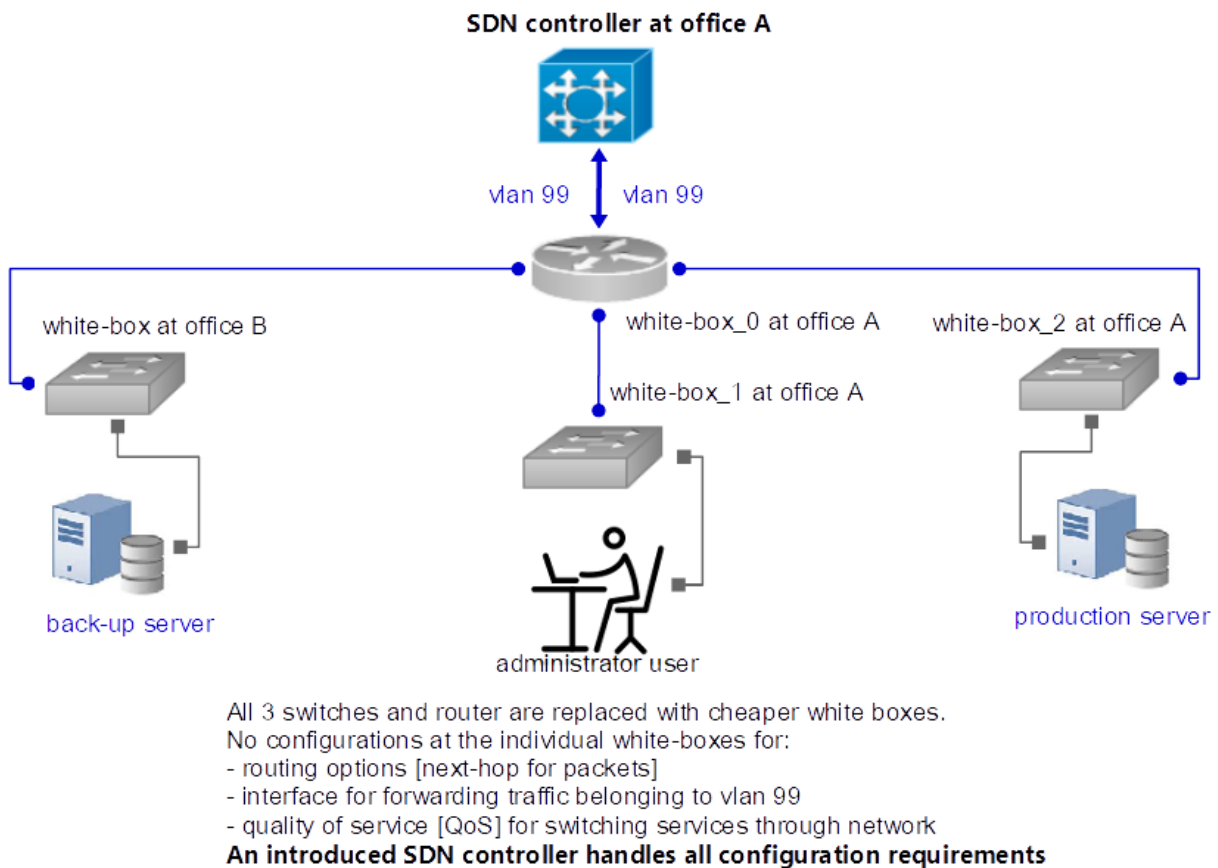 SDN controller at office A
vlan 99 vlan 99
white-box at office B
white-box_0 at office A
white-box_2 at office A
white-box_1 at office A
back-up server
production server
administrator user
All 3 switches and router are replaced with cheaper white boxes.
No configurations at the individual white-boxes for:
- routing options [next-hop for packets]
- interface for forwarding traffic belonging to vlan 99
- quality of service [QoS] for switching services through network
An introduced SDN controller handles all configuration requirements